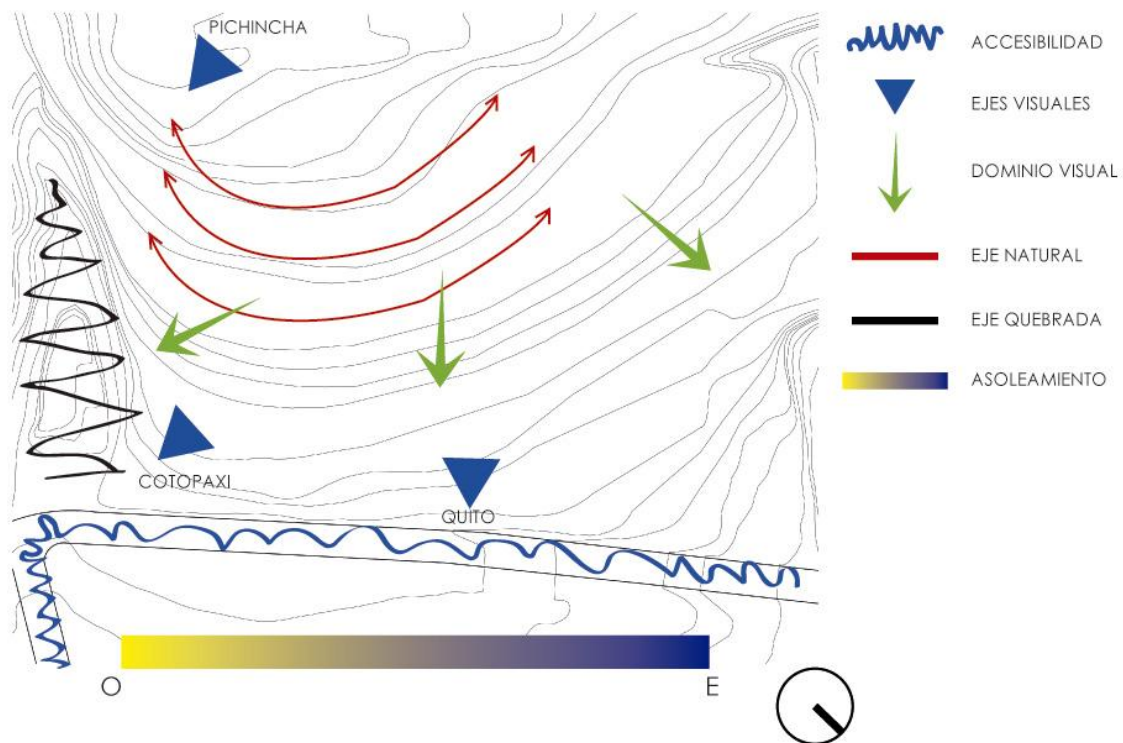 PICHINCHA
COTOPAXI
QUITO
O
E
ACCESIBILIDAD
EJES VISUALES
DOMINIO VISUAL
EJE NATURAL
EJE QUEBRADA
ASOLEAMIENTO